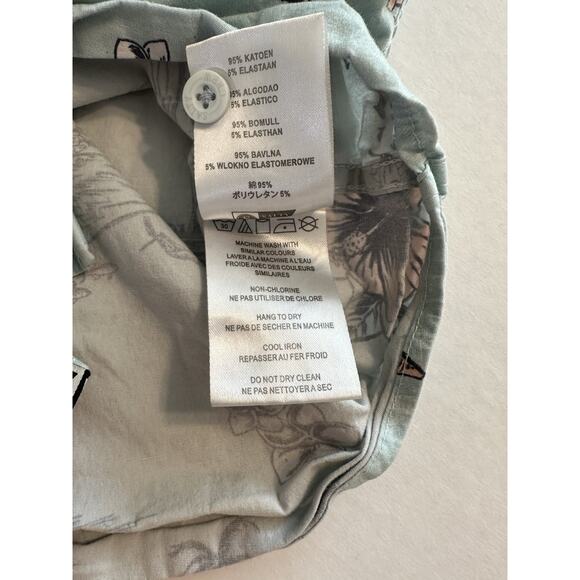 95% KATOEN
5% ELASTAAN
95% ALGODAO
5% ELASTICO
95% BOMULL
5% ELASTHAN
95% BAVLNA
5% WLOKNO ELASTOMEROWE
綿 95%
ポリウレタン 5%
30
MACHINE WASH WITH
SIMILAR COLOURS
LAVER A LA MACHINE A L'EAU
FROIDE AVEC DES COULEURS
SIMILAIRES
NON-CHLORINE
NE PAS UTILISER DE CHLORE
HANG TO DRY
NE PAS DE SECHER EN MACHINE
COOL IRON
REPASSER AU FER FROID
DO NOT DRY CLEAN
NE PAS NETTOYER A SEC